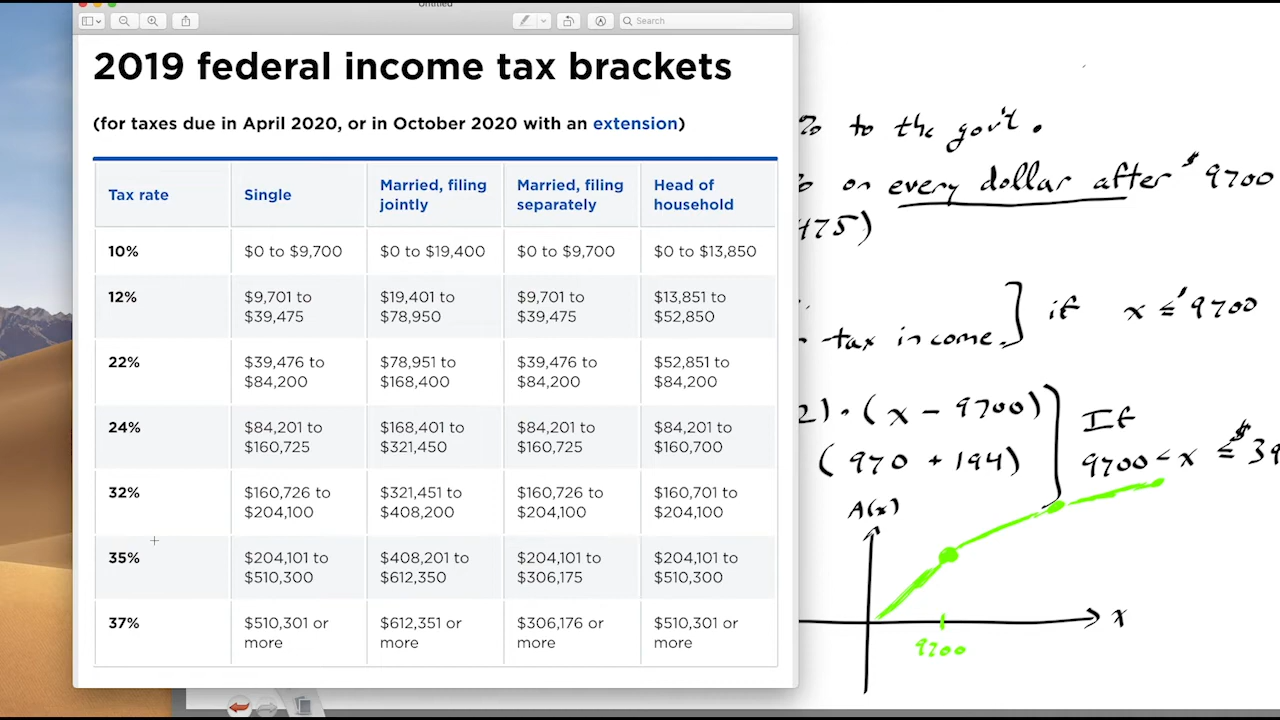 Untitled
Search
2019 federal income tax brackets
(for taxes due in April 2020, or in October 2020 with an extension)
Tax rate Single Married, filing jointly Married, filing separately Head of household
10% $0 to $9,700 $0 to $19,400 $0 to $9,700 $0 to $13,850
12% $9,701 to $39,475 $19,401 to $78,950 $9,701 to $39,475 $13,851 to $52,850
22% $39,476 to $84,200 $78,951 to $168,400 $39,476 to $84,200 $52,851 to $84,200
24% $84,201 to $160,725 $168,401 to $321,450 $84,201 to $160,725 $84,201 to $160,700
32% $160,726 to $204,100 $321,451 to $408,200 $160,726 to $204,100 $160,701 to $204,100
35% $204,101 to $510,300 $408,201 to $612,350 $204,101 to $306,175 $204,101 to $510,300
37% $510,301 or more $612,351 or more $306,176 or more $510,301 or more
% to the gov't.
% on every dollar after $9700
475)
if x ≤ $9700
- tax income.]
2)·(x - 9700)
(970 + 194)
If
9700 < x ≤ $39
A(x)
x
9700